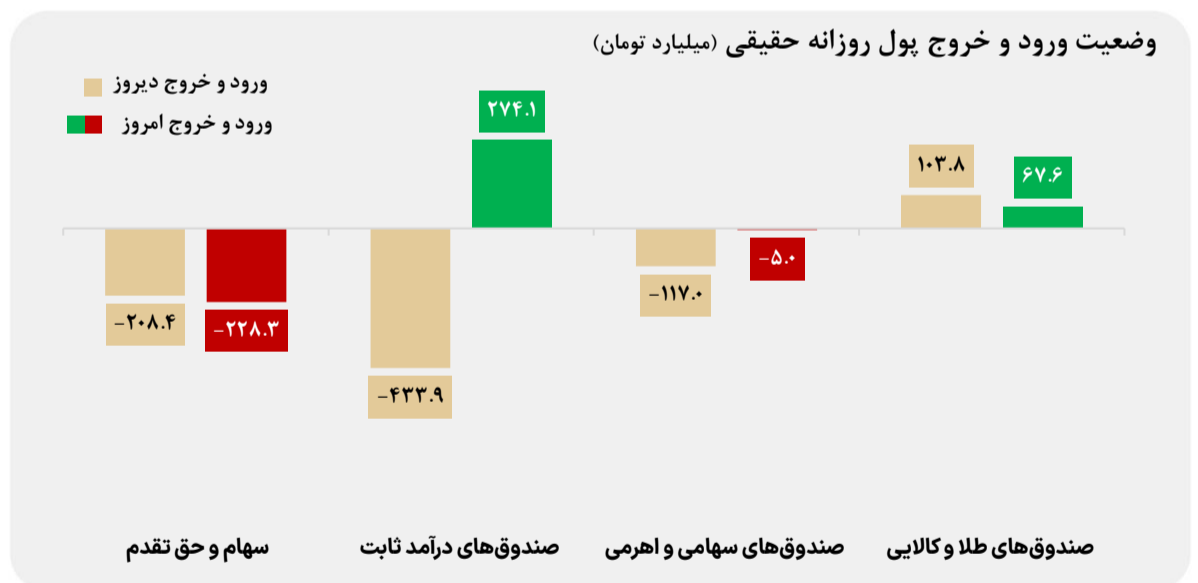 وضعیت ورود و خروج پول روزانه حقیقی (میلیارد تومان)
ورود و خروج دیروز
ورود و خروج امروز
۲۷۴.۱
۱۰۳.۸
۶۷.۶
-۲۰۸.۴
-۲۲۸.۳
-۴۳۳.۹
-۱۱۷.۰
-۵.۰
صندوق‌های طلا و کالایی
صندوق‌های سهامی و اهرمی
صندوق‌های درآمد ثابت
سهام و حق تقدم